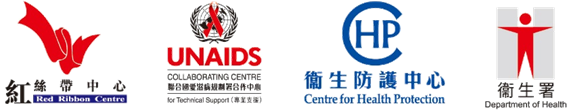 紅絲帶中心
Red Ribbon Centre
UNAIDS
COLLABORATING CENTRE
聯合國愛滋病規劃署合作中心
for Technical Support (專業支援)
CHP
衞生防護中心
Centre for Health Protection
衞生署
Department of Health